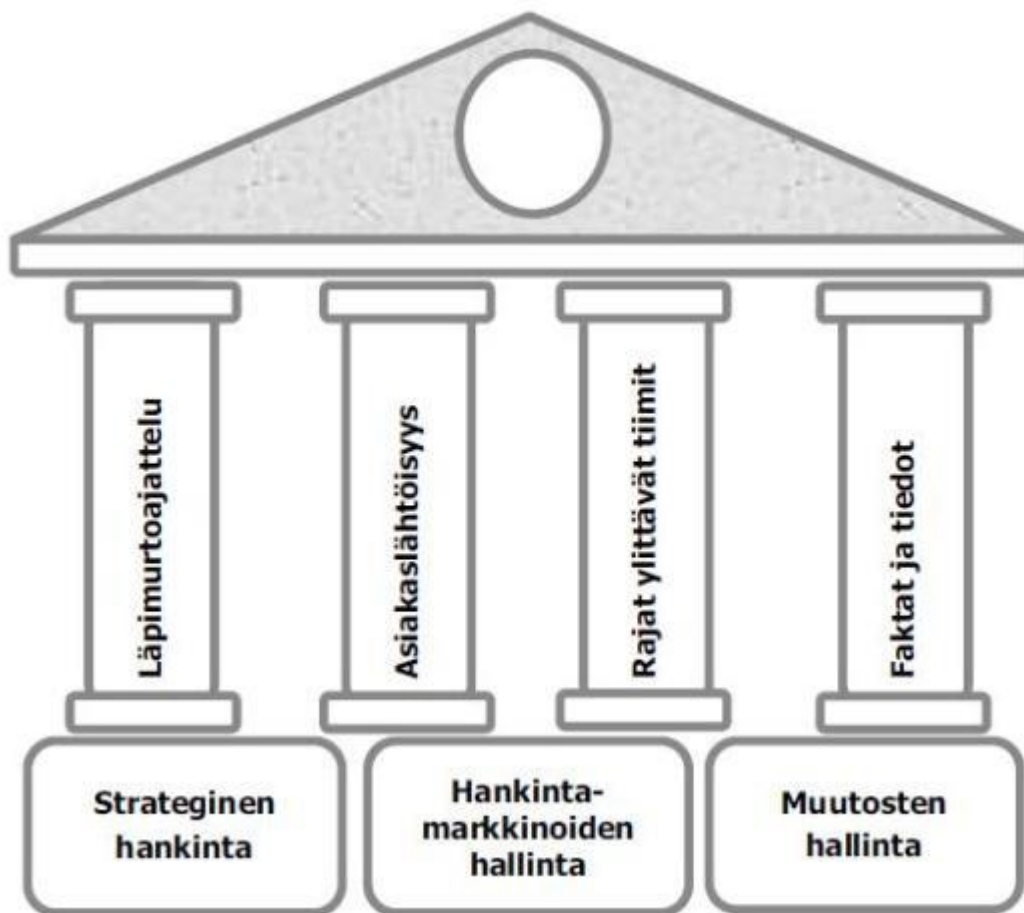 Läpimurtoajattelu
Asiakaslähtöisyys
Rajat ylittävät tiimit
Faktat ja tiedot
Strateginen
hankinta
Hankinta-
markkinoiden
hallinta
Muutosten
hallinta